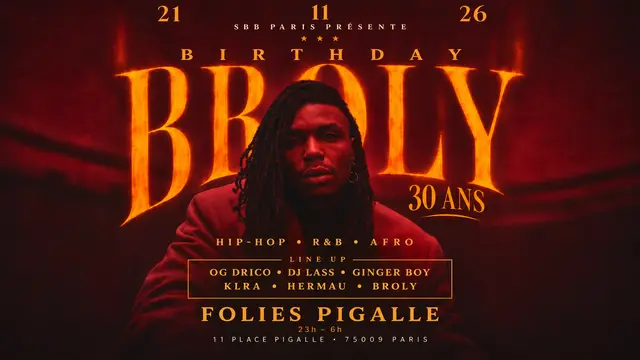 21 11 26
SBB PARIS PRÉSENTE
BIRTHDAY
BROLY
30 ANS
HIP-HOP • R&B • AFRO
LINE UP
OG DRICO • DJ LASS • GINGER BOY
KLRA • HERMAU • BROLY
FOLIES PIGALLE
23h – 6h
11 PLACE PIGALLE • 75009 PARIS